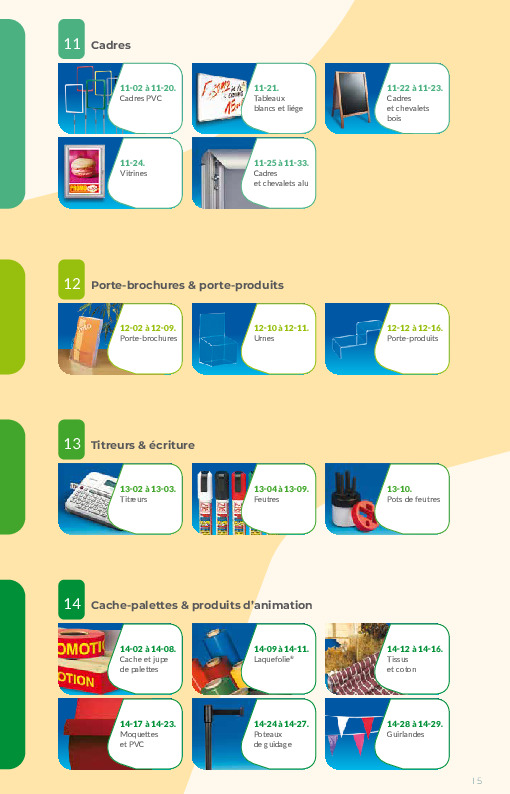 11 Cadres
11-02 à 11-20.
Cadres PVC
11-21.
Tableaux
blancs et liège
11-22 à 11-23.
Cadres
et chevalets
bois
11-24.
Vitrines
PROMO
11-25 à 11-33.
Cadres
et chevalets alu
12 Porte-brochures & porte-produits
12-02 à 12-09.
Porte-brochures
12-10 à 12-11.
Urnes
12-12 à 12-16.
Porte-produits
13 Titreurs & écriture
13-02 à 13-03.
Titreurs
13-04 à 13-09.
Feutres
13-10.
Pots de feutres
14 Cache-palettes & produits d'animation
OMOTI
OTION
14-02 à 14-08.
Cache et jupe
de palettes
14-09 à 14-11.
Laquefolie®
14-12 à 14-16.
Tissus
et coton
14-17 à 14-23.
Moquettes
et PVC
14-24 à 14-27.
Poteaux
de guidage
14-28 à 14-29.
Guirlandes
15